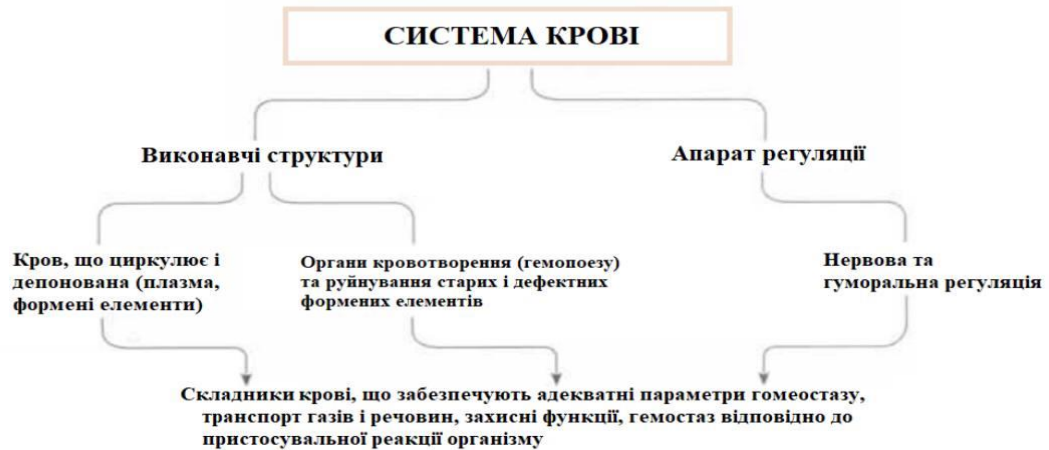 СИСТЕМА КРОВІ
Виконавчі структури
Апарат регуляції
Кров, що циркулює і
депонована (плазма,
формені елементи)
Органи кровотворення (гемопоезу)
та руйнування старих і дефектних
формених елементів
Нервова та
гуморальна регуляція
Складники крові, що забезпечують адекватні параметри гомеостазу,
транспорт газів і речовин, захисні функції, гемостаз відповідно до
пристосувальної реакції організму